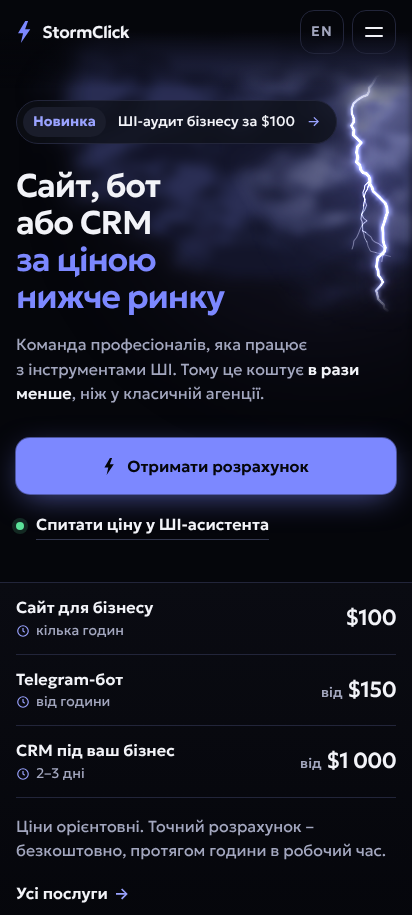 StormClick
EN
Новинка ШІ-аудит бізнесу за $100 →
Сайт, бот
або CRM
за ціною
нижче ринку
Команда професіоналів, яка працює
з інструментами ШІ. Тому це коштує в рази
менше, ніж у класичній агенції.
Отримати розрахунок
Спитати ціну у ШІ-асистента
Сайт для бізнесу
$100
кілька годин
Telegram-бот
від $150
від години
CRM під ваш бізнес
від $1 000
2–3 дні
Ціни орієнтовні. Точний розрахунок –
безкоштовно, протягом години в робочий час.
Усі послуги →